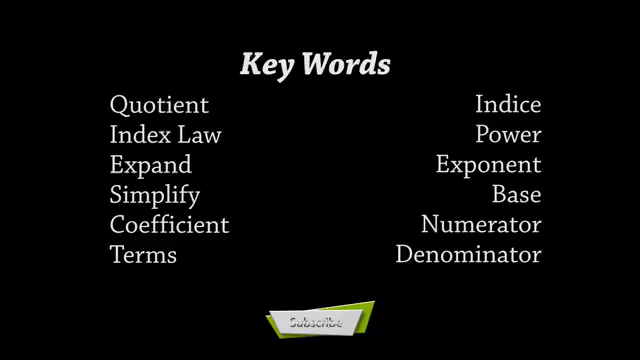 Key Words
Quotient
Index Law
Expand
Simplify
Coefficient
Terms
Indice
Power
Exponent
Base
Numerator
Denominator
Subscribe